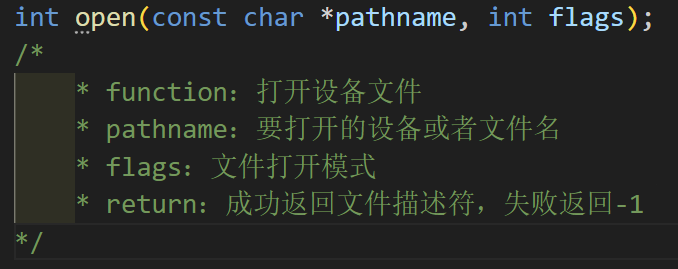 int open(const char *pathname, int flags);
/*
* function：打开设备文件
* pathname：要打开的设备或者文件名
* flags：文件打开模式
* return：成功返回文件描述符，失败返回-1
*/